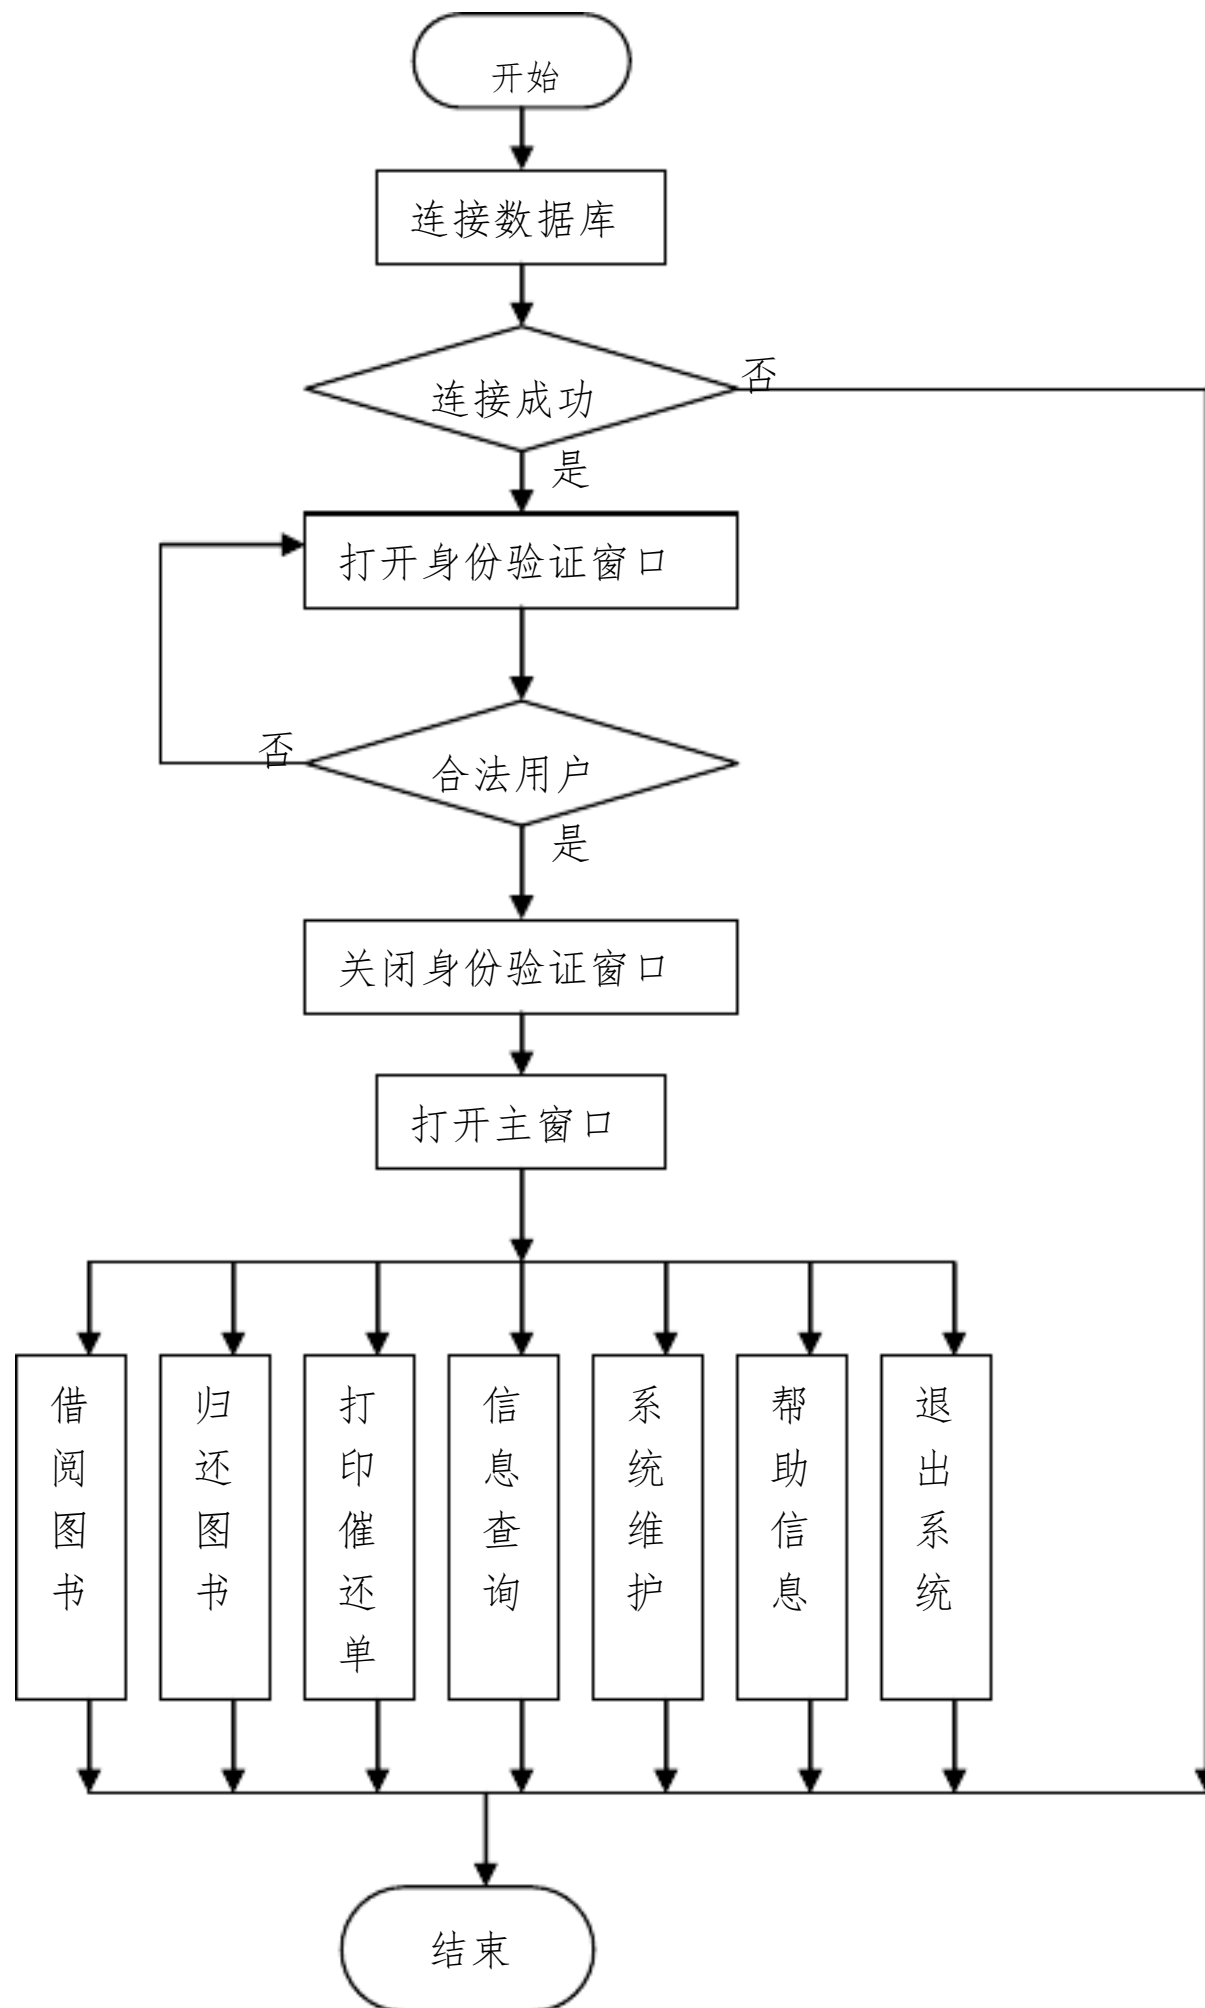 开始
连接数据库
连接成功
否
是
打开身份验证窗口
否
合法用户
是
关闭身份验证窗口
打开主窗口
借阅图书
归还图书
打印催还单
信息查询
系统维护
帮助信息
退出系统
结束